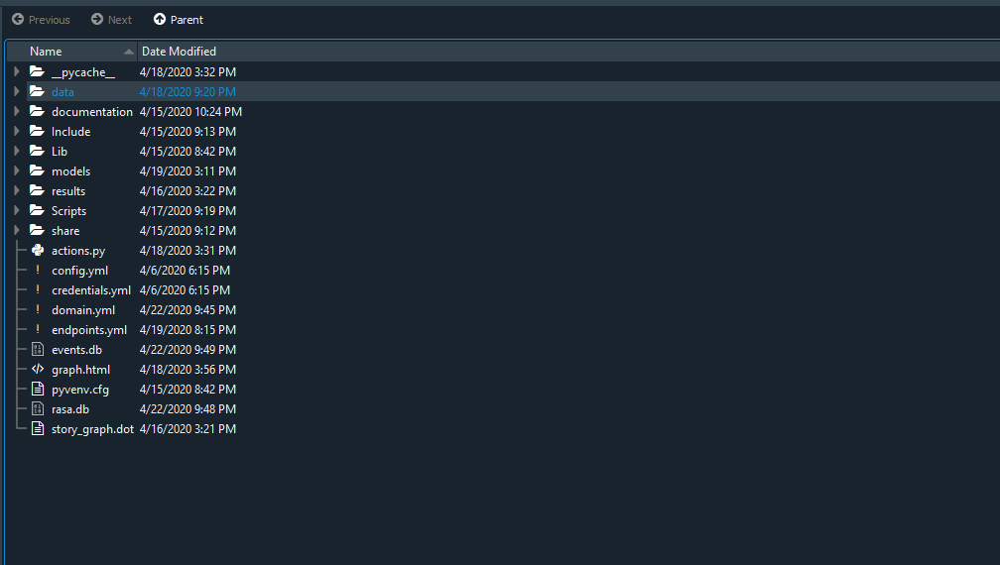 Previous Next Parent
Name Date Modified
__pycache__ 4/18/2020 3:32 PM
data 4/18/2020 9:20 PM
documentation 4/15/2020 10:24 PM
Include 4/15/2020 9:13 PM
Lib 4/15/2020 8:42 PM
models 4/19/2020 3:11 PM
results 4/16/2020 3:22 PM
Scripts 4/17/2020 9:19 PM
share 4/15/2020 9:12 PM
actions.py 4/18/2020 3:31 PM
config.yml 4/6/2020 6:15 PM
credentials.yml 4/6/2020 6:15 PM
domain.yml 4/22/2020 9:45 PM
endpoints.yml 4/19/2020 8:15 PM
events.db 4/22/2020 9:49 PM
graph.html 4/18/2020 3:56 PM
pyvenv.cfg 4/15/2020 8:42 PM
rasa.db 4/22/2020 9:48 PM
story_graph.dot 4/16/2020 3:21 PM